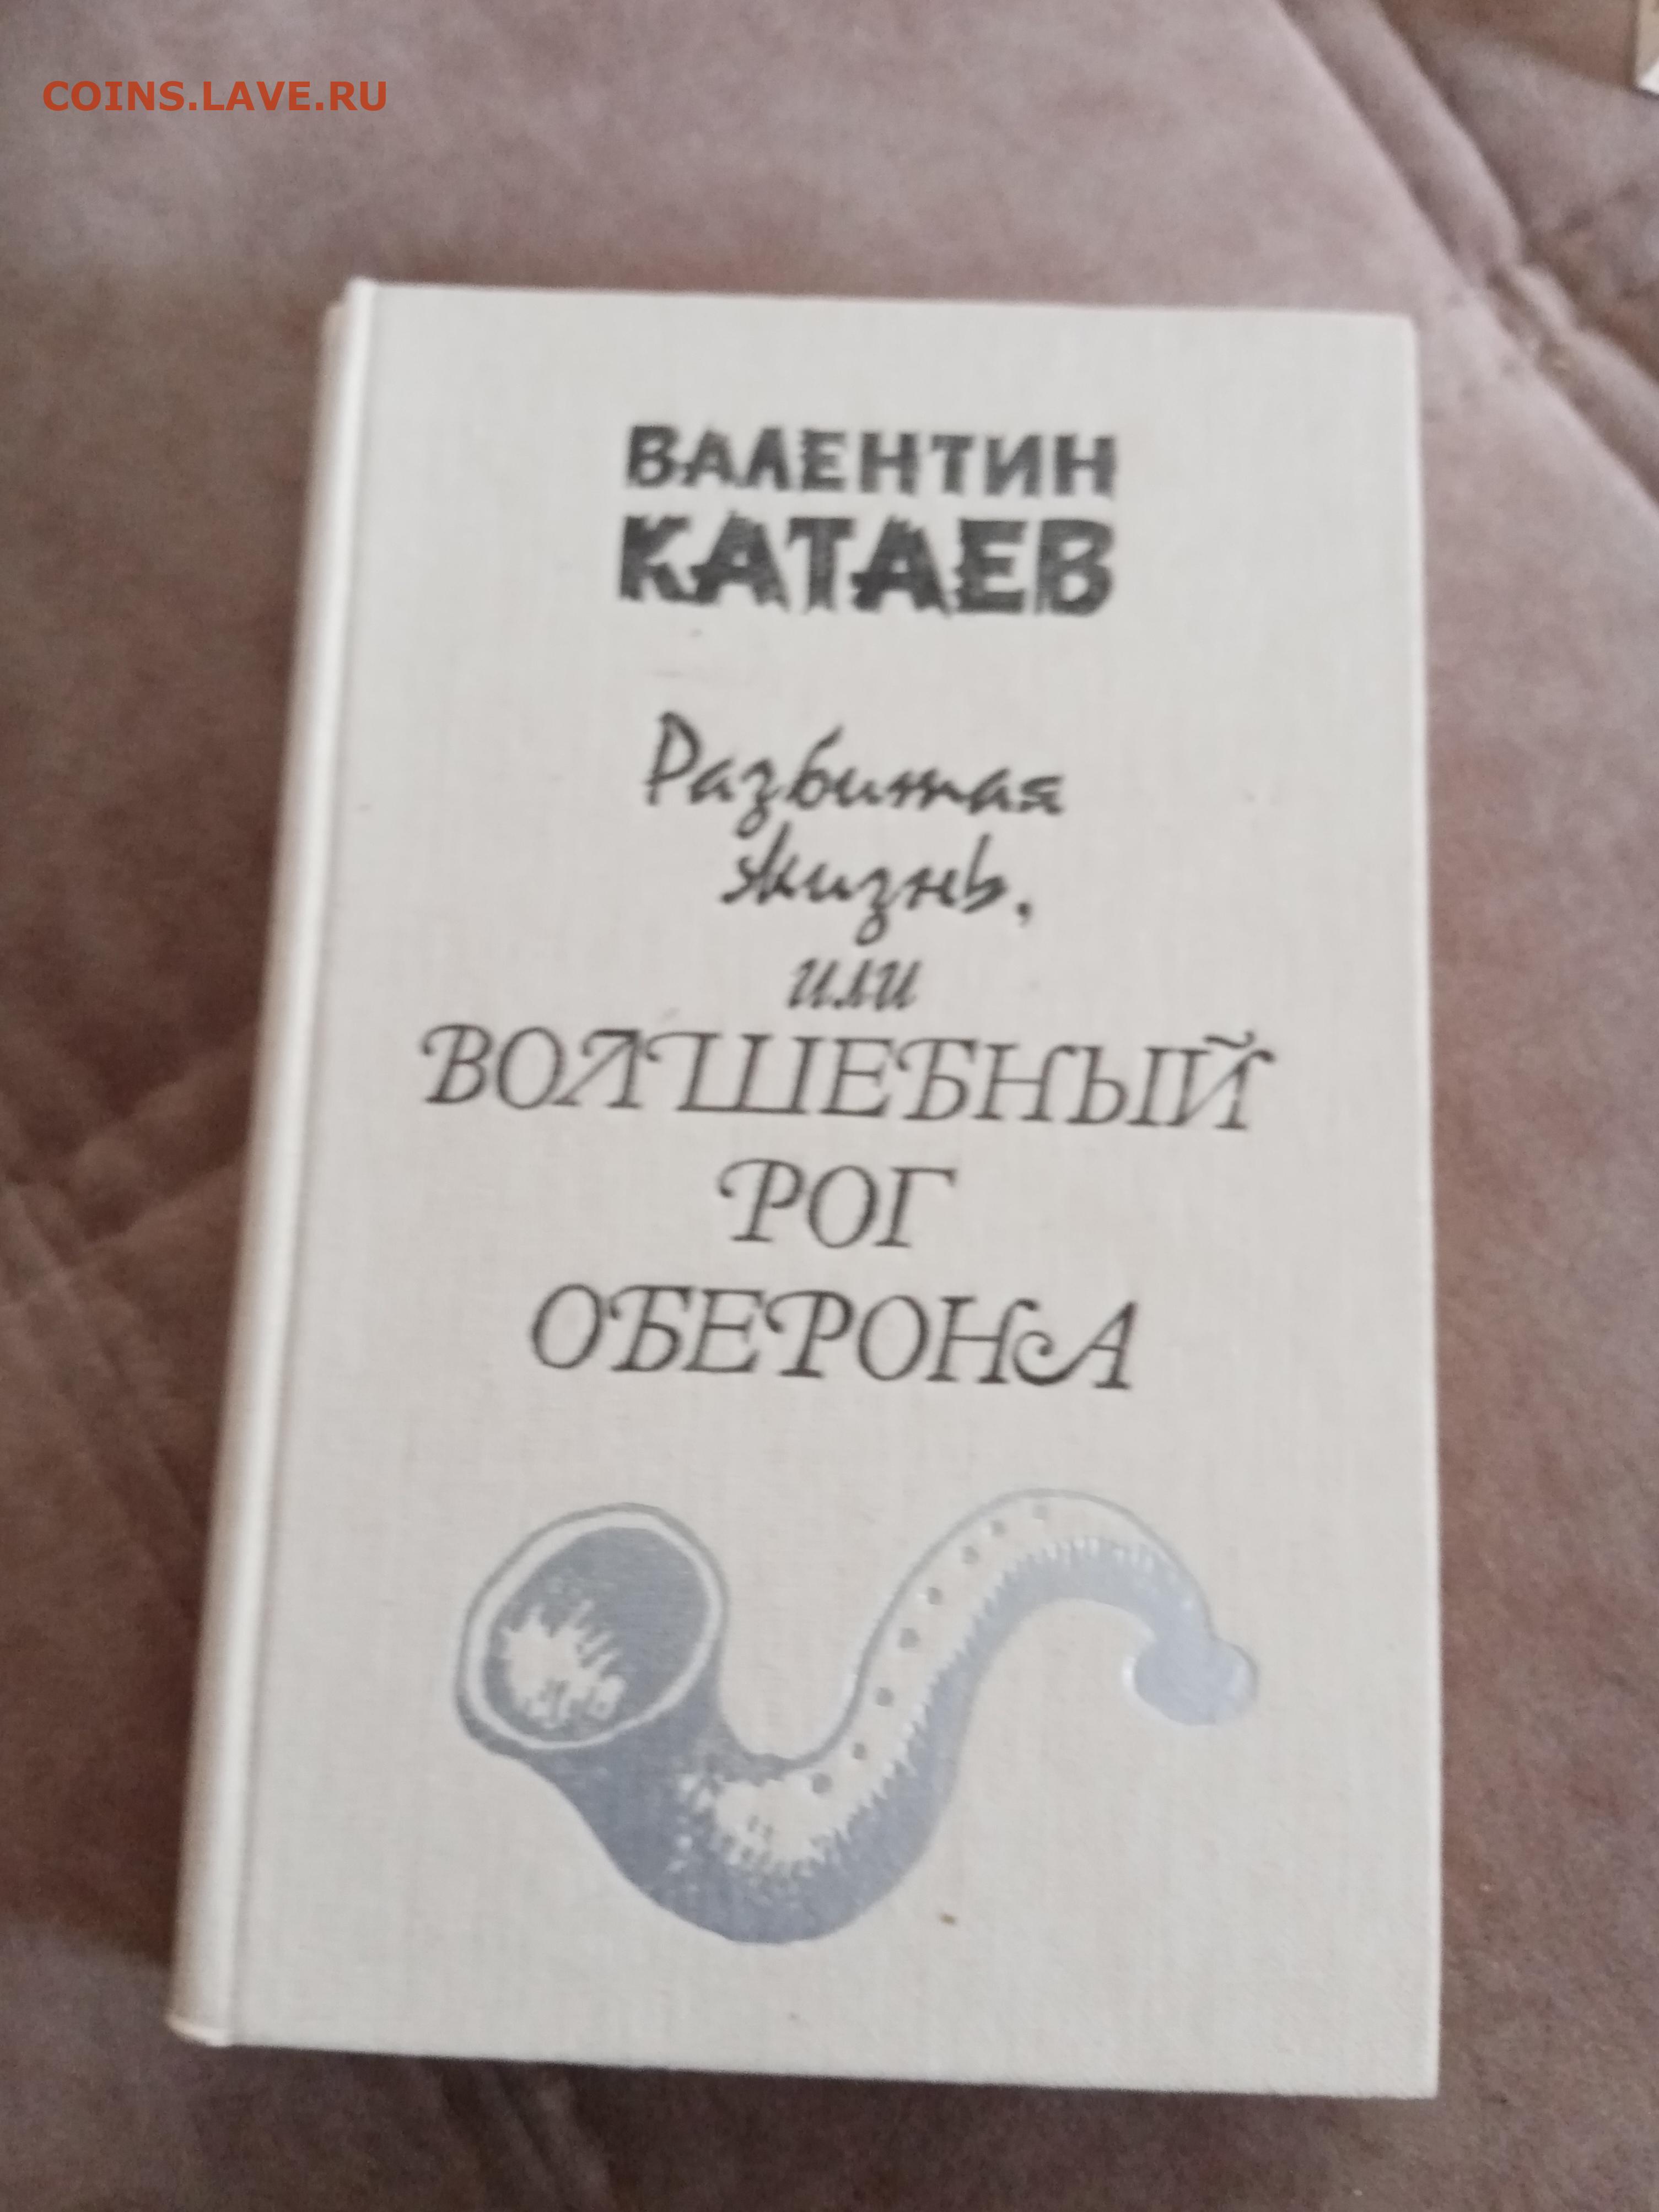 COINS.LAVE.RU
ВАЛЕНТИН
КАТАЕВ
Разбитая
жизнь,
или
ВОЛШЕБНЫЙ
РОГ
ОБЕРОНА